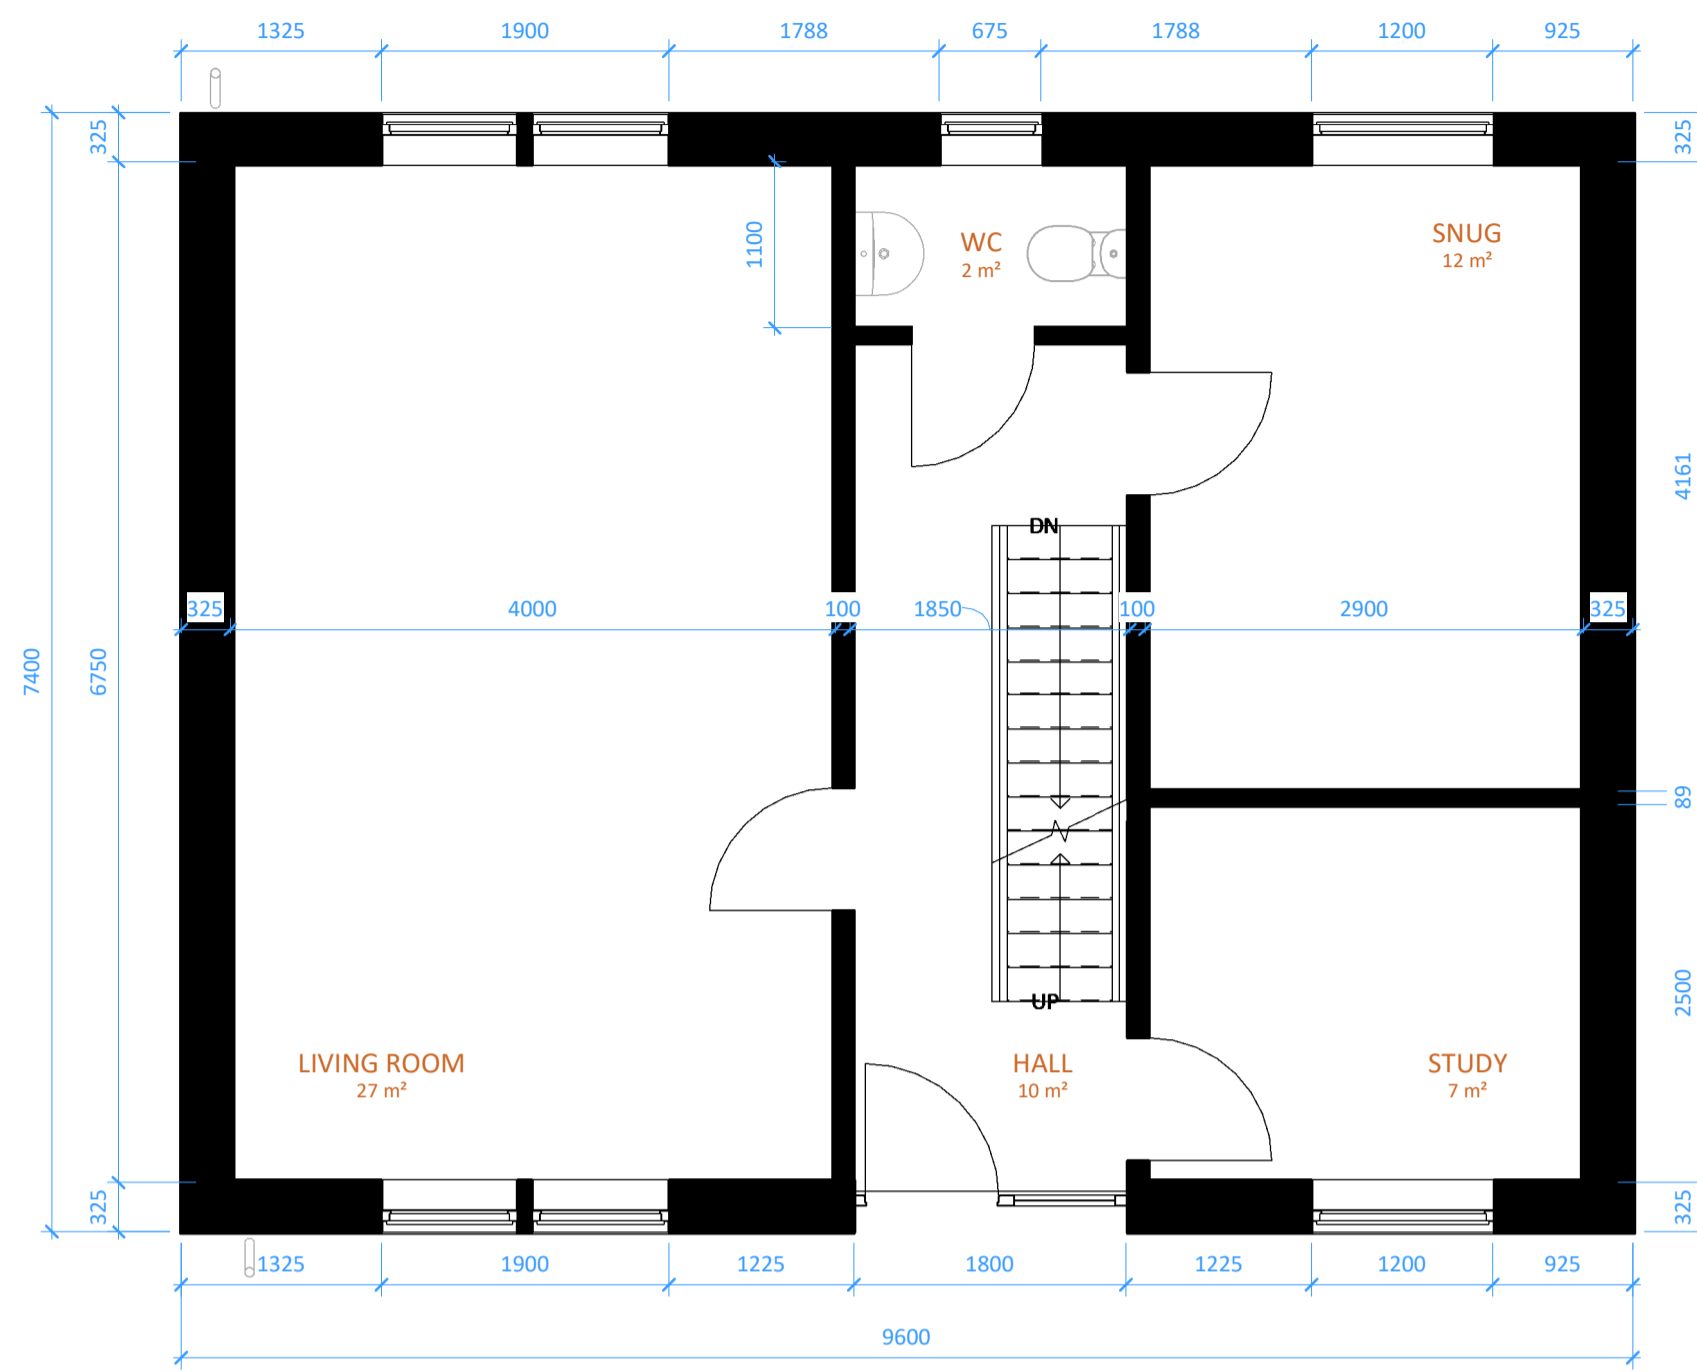 1325 1900 1788 675 1788 1200 925
325 325
WC
2 m²
SNUG
12 m²
1100
4161
DN
325 4000 100 1850 100 2900 325
7400 6750
89
2500
UP
LIVING ROOM
27 m²
HALL
10 m²
STUDY
7 m²
325 325
1325 1900 1225 1800 1225 1200 925
9600